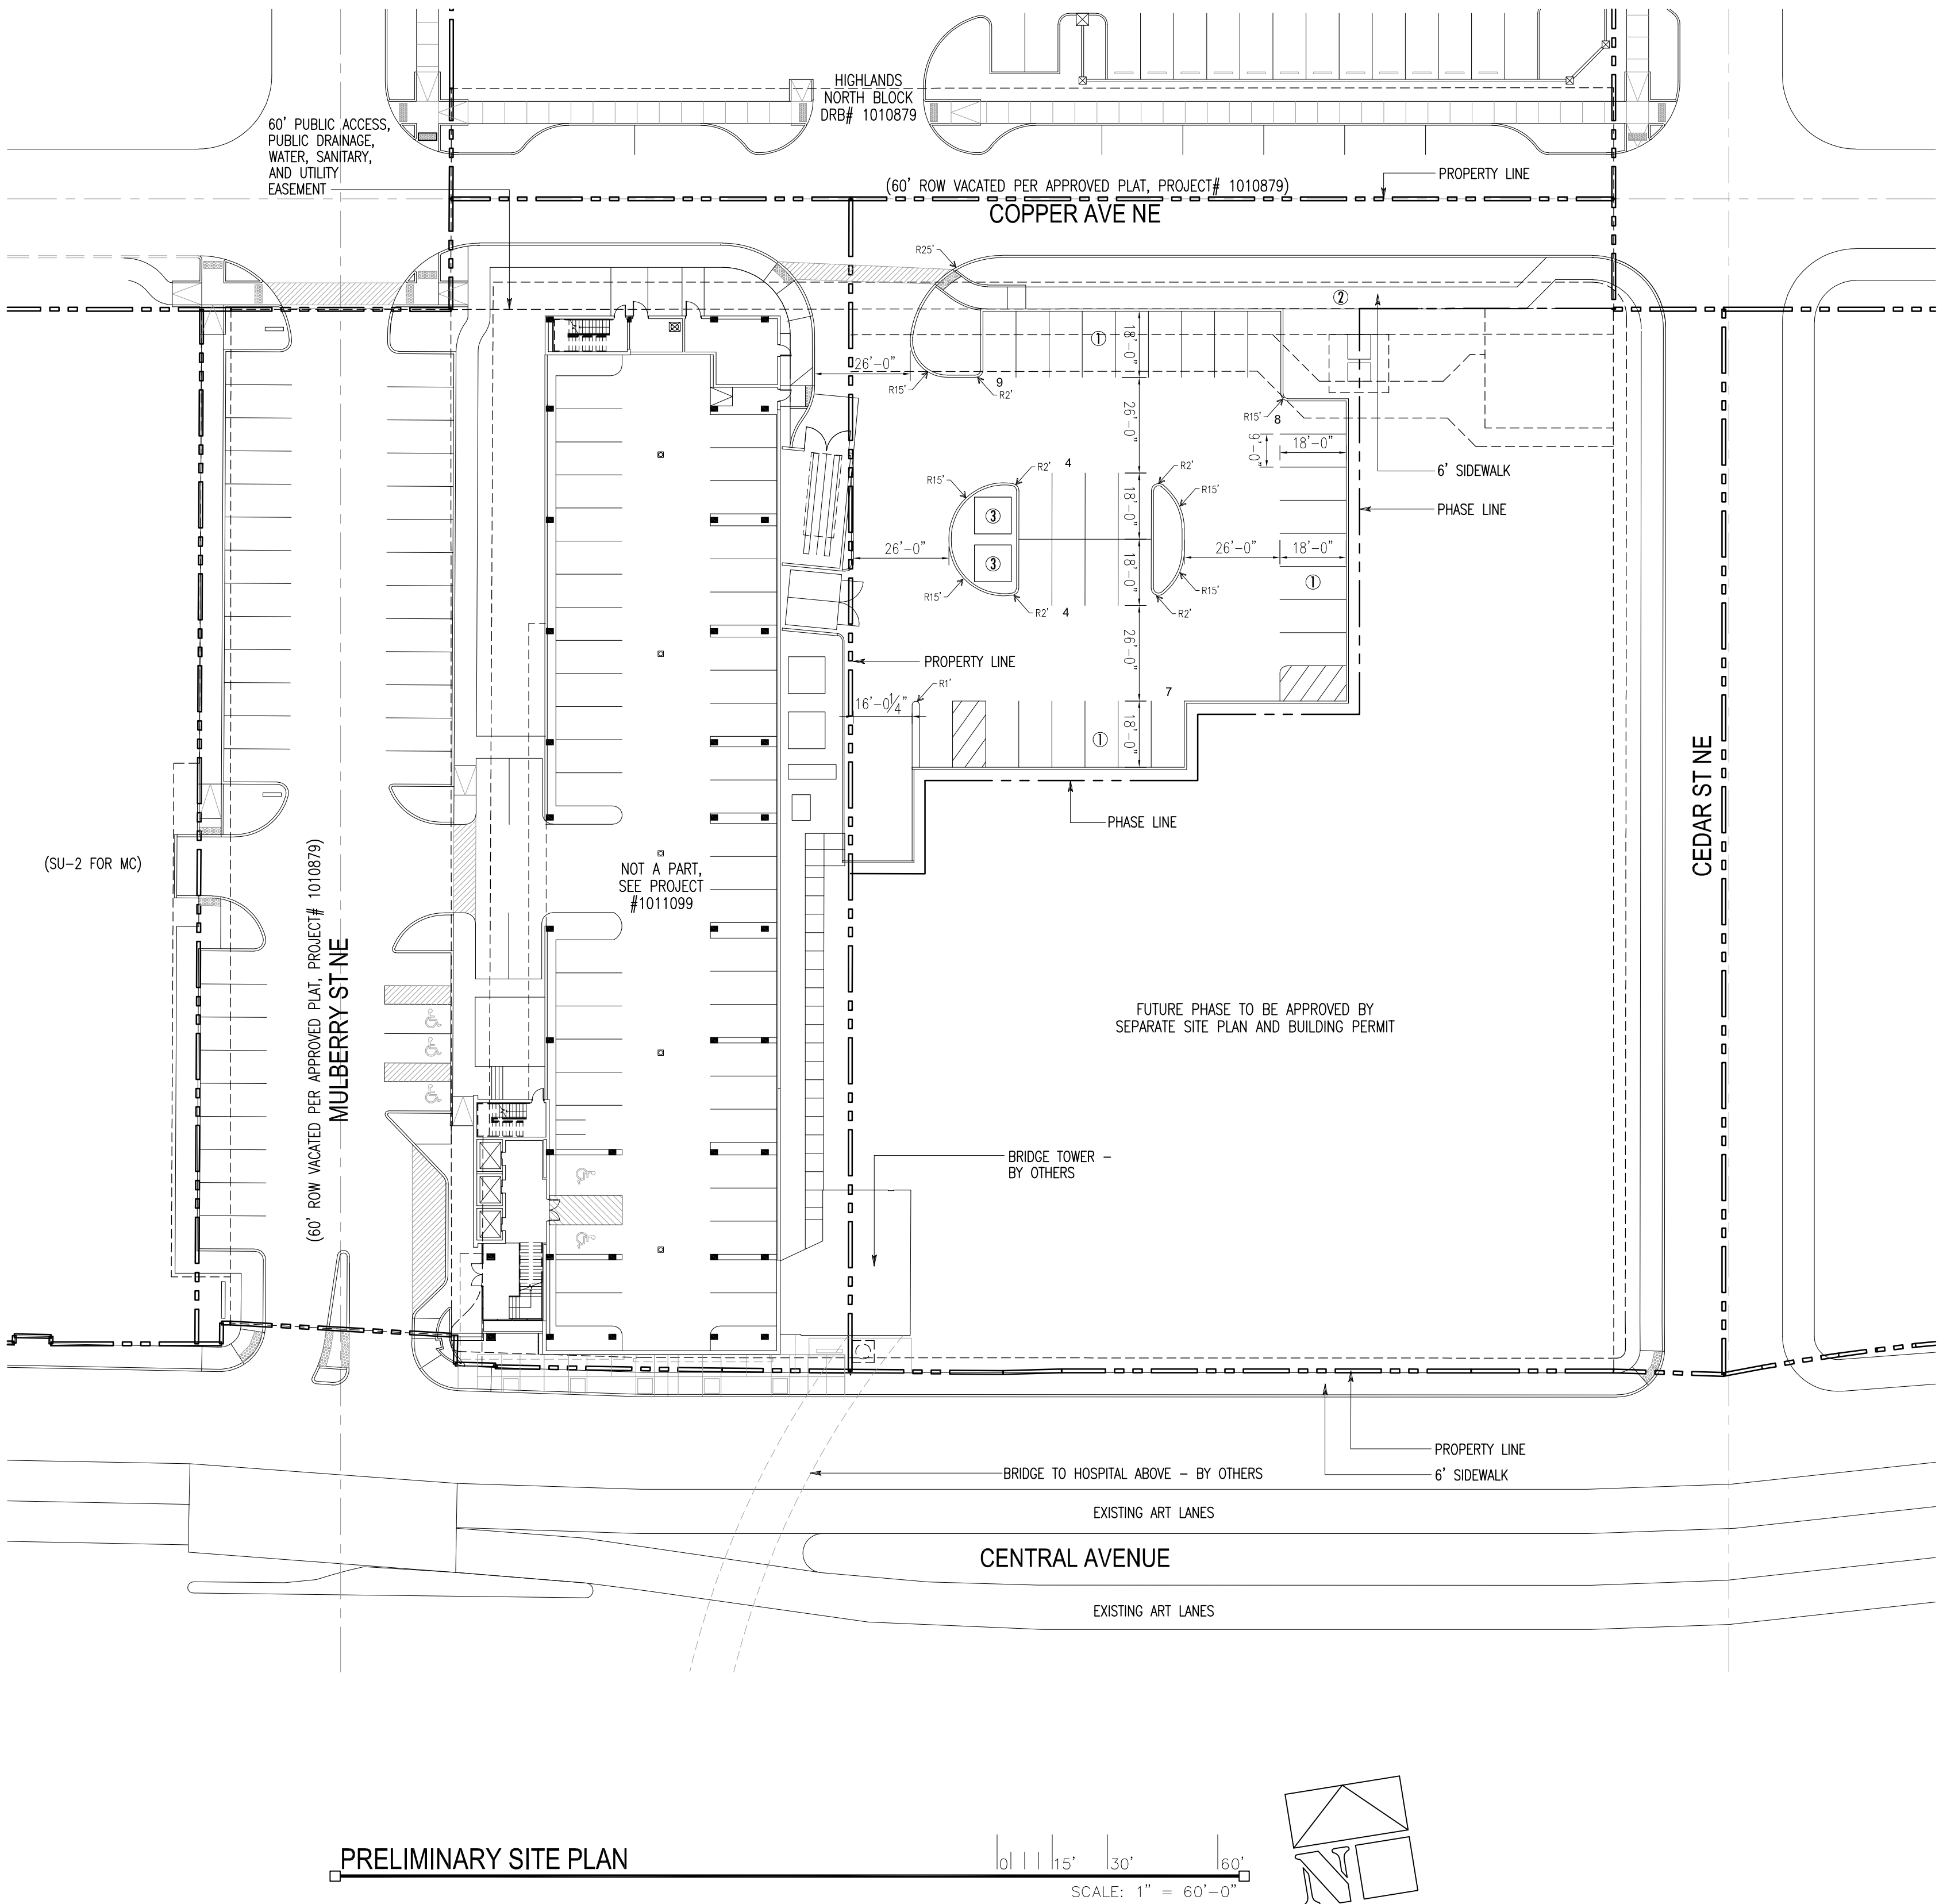 HIGHLANDS
NORTH BLOCK
DRB# 1010879
60' PUBLIC ACCESS,
PUBLIC DRAINAGE,
WATER, SANITARY,
AND UTILITY
EASEMENT
(60' ROW VACATED PER APPROVED PLAT, PROJECT# 1010879)
PROPERTY LINE
COPPER AVE NE
R25'
2
1
18'-0"
26'-0"
R15'
9
R2'
26'-0"
R15'
8
9'-0"
18'-0"
6' SIDEWALK
PHASE LINE
4
R2'
R2'
R15'
R15'
3
18'-0"
26'-0"
26'-0"
18'-0"
3
18'-0"
1
R15'
R15'
R2'
4
R2'
26'-0"
PROPERTY LINE
R1'
7
16'-0 1/4"
18'-0"
1
PHASE LINE
CEDAR ST NE
(SU-2 FOR MC)
(60' ROW VACATED PER APPROVED PLAT, PROJECT# 1010879)
MULBERRY ST NE
NOT A PART,
SEE PROJECT
#1011099
FUTURE PHASE TO BE APPROVED BY
SEPARATE SITE PLAN AND BUILDING PERMIT
BRIDGE TOWER -
BY OTHERS
PROPERTY LINE
6' SIDEWALK
BRIDGE TO HOSPITAL ABOVE - BY OTHERS
EXISTING ART LANES
CENTRAL AVENUE
EXISTING ART LANES
PRELIMINARY SITE PLAN
0 15' 30' 60'
SCALE: 1" = 60'-0"
N